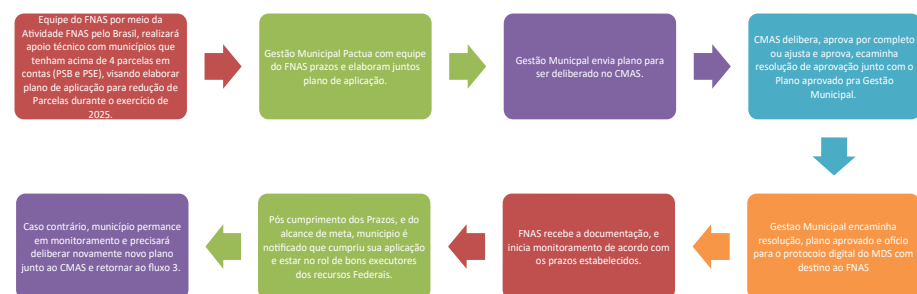 Equipe do FNAS por meio da
Atividade FNAS pelo Brasil, realizará
apoio técnico com municípios que
tenham acima de 4 parcelas em
contas (PSB e PSE), visando elaborar
plano de aplicação para redução de
Parcelas durante o exercício de
2025.
Gestão Municipal Pactua com equipe
do FNAS prazos e elaboram juntos
plano de aplicação.
Gestão Municpal envia plano para
ser deliberado no CMAS.
CMAS delibera, aprova por completo
ou ajusta e aprova, ecaminha
resolução de aprovação junto com o
Plano aprovado pra Gestão
Municipal.
Gestao Municipal encaminha
resolução, plano aprovado e ofício
para o protocolo digital do MDS com
destino ao FNAS
FNAS recebe a documentação, e
inicia monitoramento de acordo com
os prazos estabelecidos.
Pós cumprimento dos Prazos, e do
alcance de meta, municipio é
notificado que cumpriu sua aplicação
e estar no rol de bons executores
dos recursos Federais.
Caso contrário, município permance
em monitoramento e precisará
deliberar novamente novo plano
junto ao CMAS e retornar ao fluxo 3.